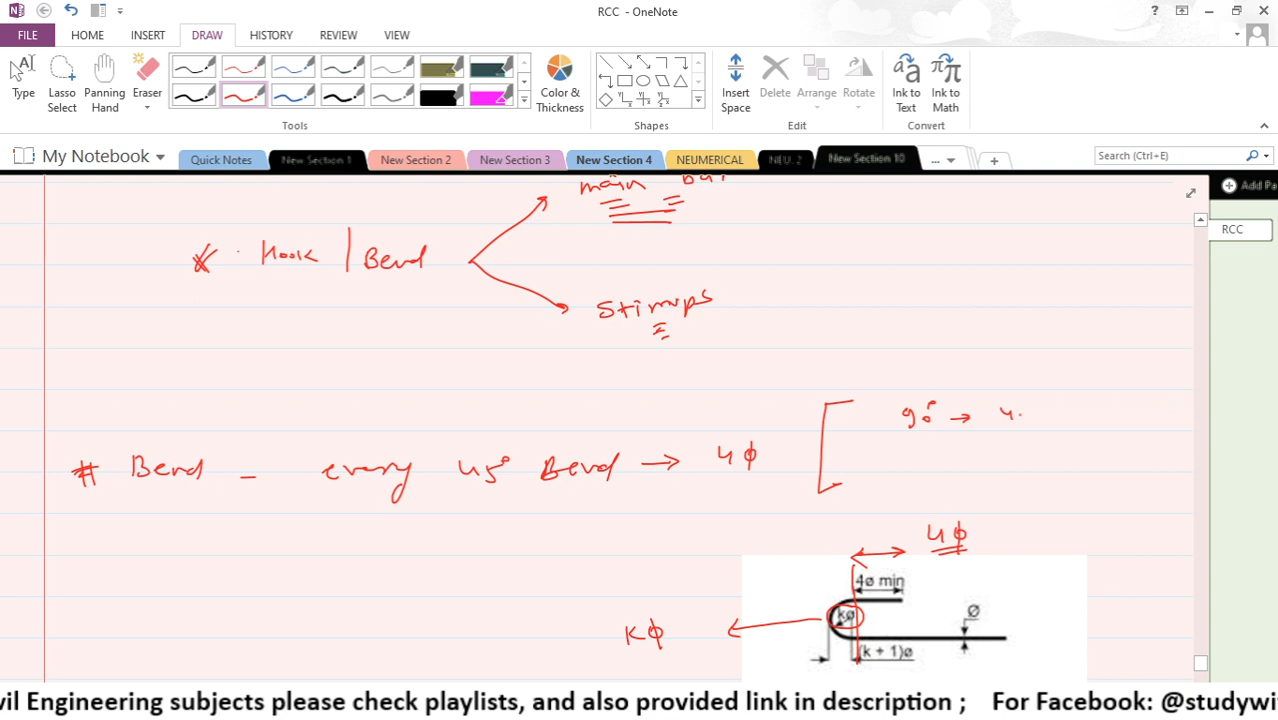 RCC - OneNote
FILE HOME INSERT DRAW HISTORY REVIEW VIEW
Type Lasso Select Panning Hand Eraser Color & Thickness Insert Space Delete Arrange Rotate Ink to Text Ink to Math
Tools Shapes Edit Convert
My Notebook Quick Notes New Section 1 New Section 2 New Section 3 New Section 4 NEUMERICAL NEU. 2 New Section 10 ... + Search (Ctrl+E)
Add Pa
RCC
main
Hook | Bend
Stirrups
90° → 4.
# Bend - every 45° Bend → 4ϕ
4ϕ
4ø min
kø
ø
Kϕ
(k + 1)ø
vil Engineering subjects please check playlists, and also provided link in description ; For Facebook: @studywi